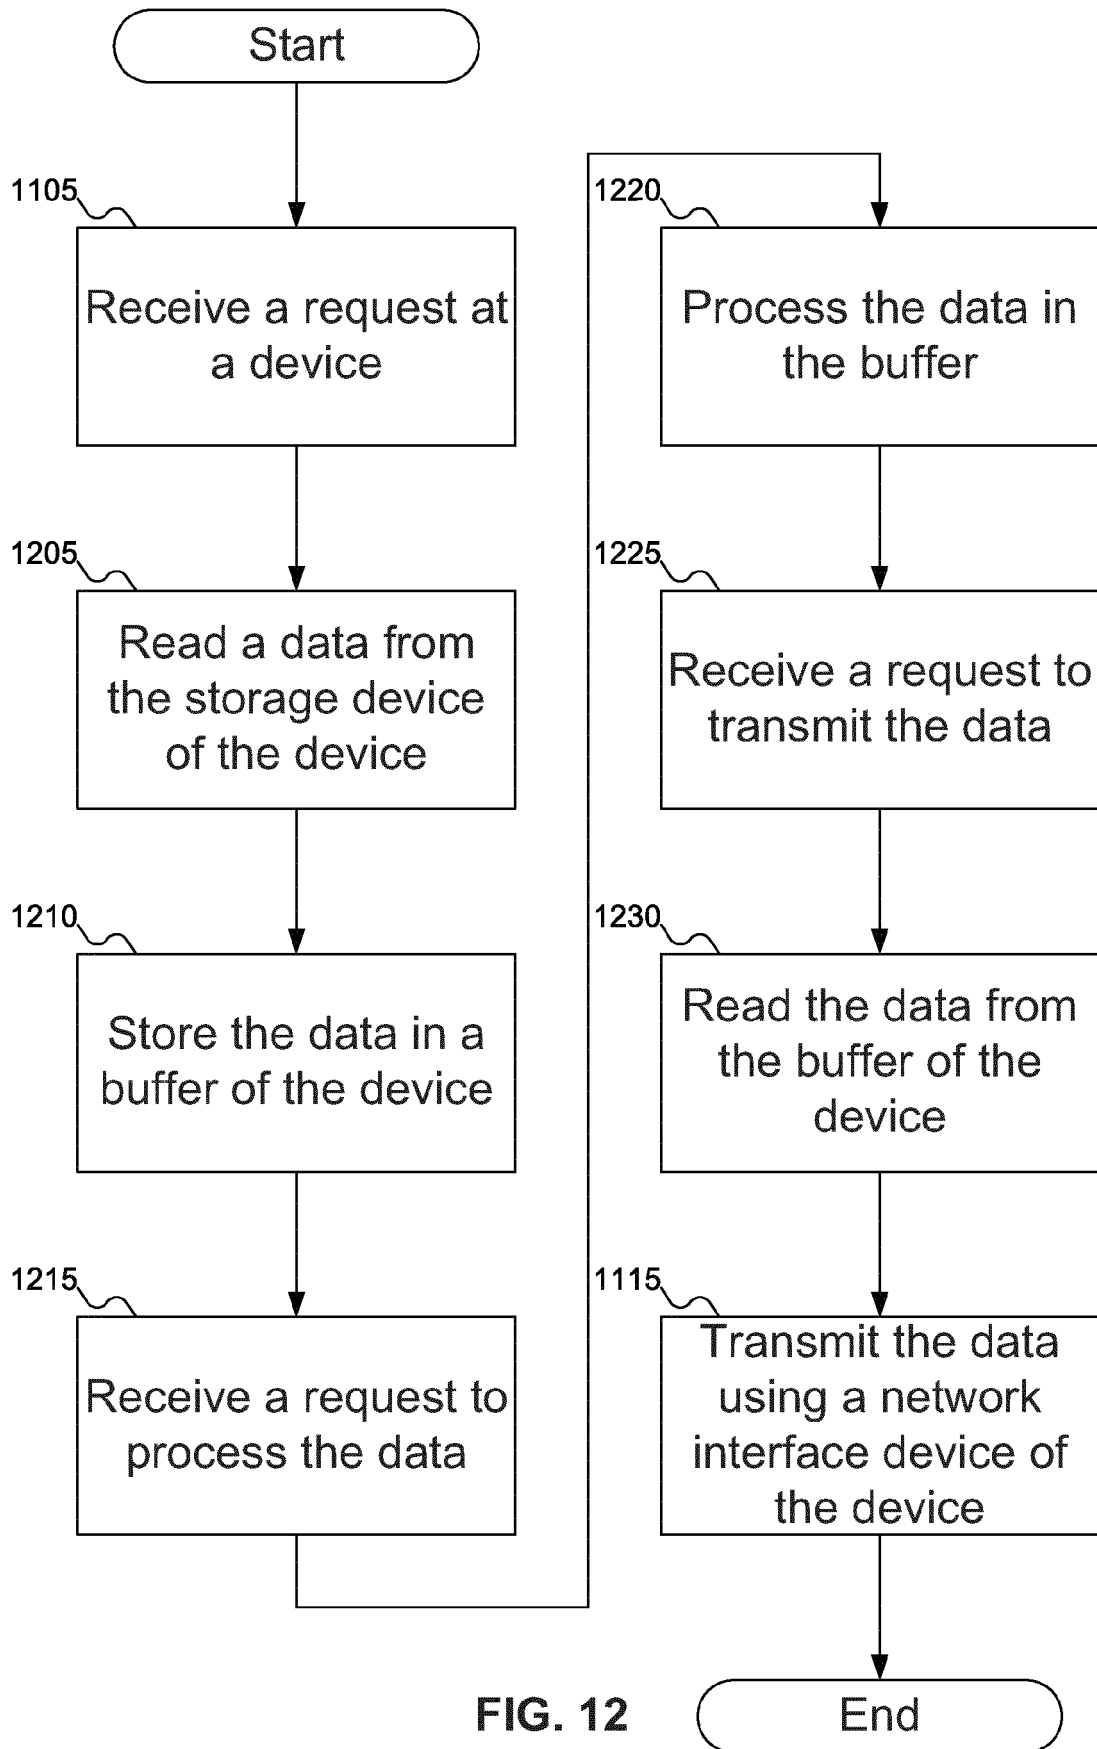 Start
1105
Receive a request at
a device
1205
Read a data from
the storage device
of the device
1210
Store the data in a
buffer of the device
1215
Receive a request to
process the data
1220
Process the data in
the buffer
1225
Receive a request to
transmit the data
1230
Read the data from
the buffer of the
device
1115
Transmit the data
using a network
interface device of
the device
End
FIG. 12